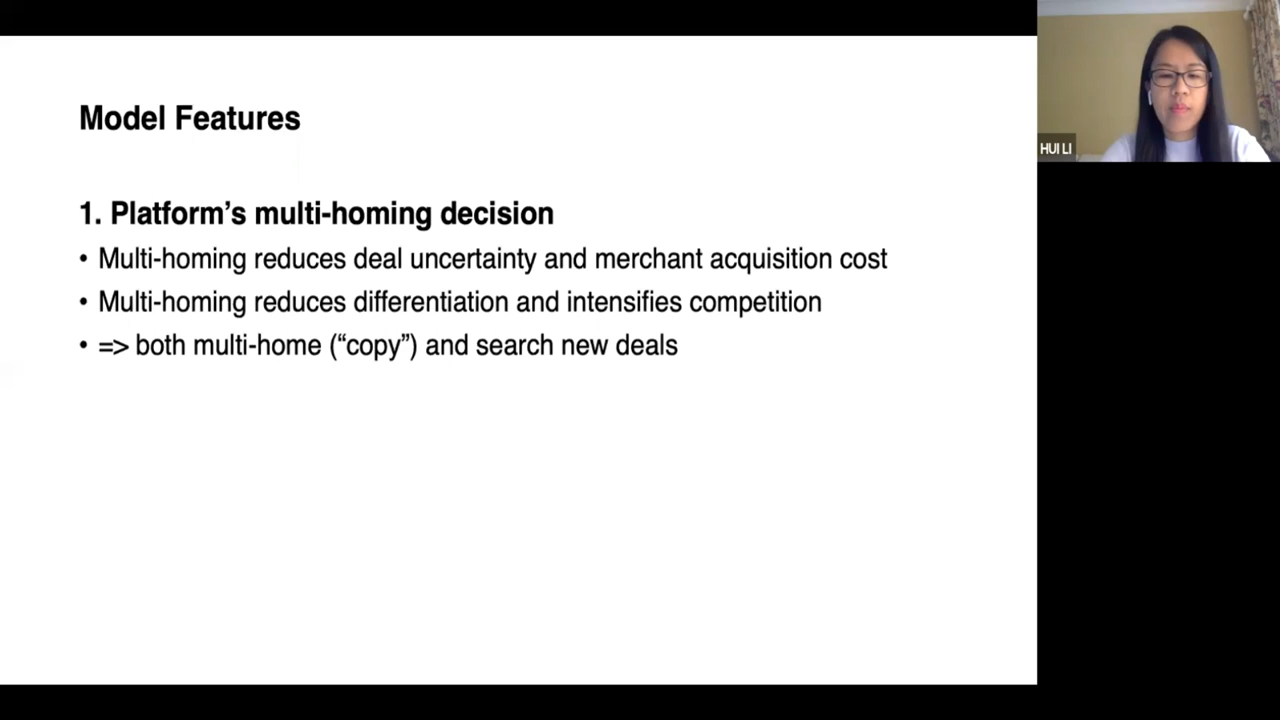 Model Features
1. Platform's multi-homing decision
• Multi-homing reduces deal uncertainty and merchant acquisition cost
• Multi-homing reduces differentiation and intensifies competition
• => both multi-home (“copy”) and search new deals
HUI LI